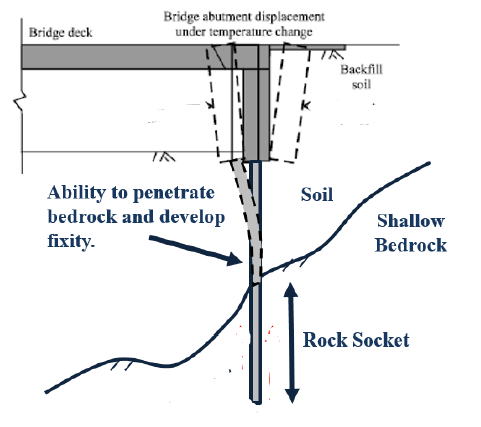 Bridge abutment displacement
under temperature change
Bridge deck
Backfill
soil
Ability to penetrate
bedrock and develop
fixity.
Soil
Shallow
Bedrock
Rock Socket